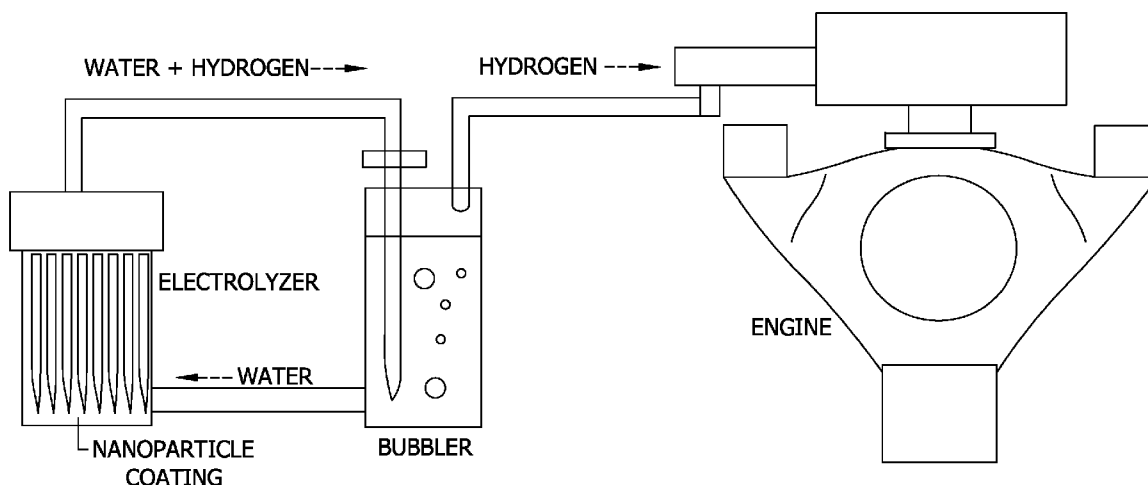 WATER + HYDROGEN
HYDROGEN
ELECTROLYZER
ENGINE
WATER
NANOPARTICLE
COATING
BUBBLER